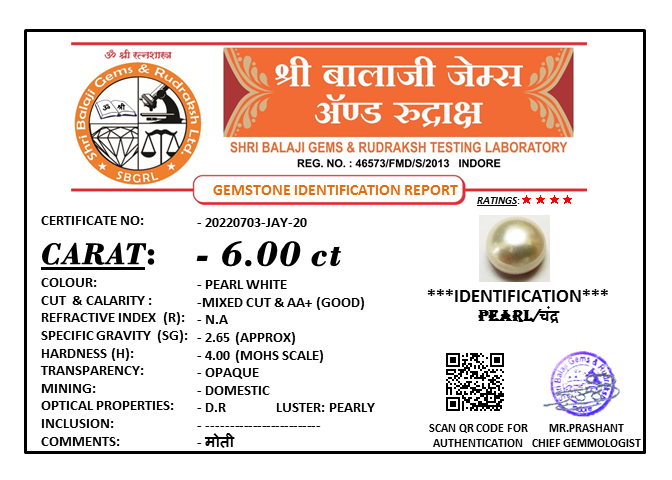 ॐ श्री रत्नशास्त्र
Shri Balaji Gems & Rudraksh Ltd.
SBGRL
श्री बालाजी जेम्स
ॲण्ड रुद्राक्ष
SHRI BALAJI GEMS & RUDRAKSH TESTING LABORATORY
REG. NO. : 46573/FMD/S/2013 INDORE
GEMSTONE IDENTIFICATION REPORT
RATINGS:
CERTIFICATE NO: - 20220703-JAY-20
CARAT: - 6.00 ct
COLOUR: - PEARL WHITE
CUT & CALARITY : -MIXED CUT & AA+ (GOOD)
REFRACTIVE INDEX (R): - N.A
SPECIFIC GRAVITY (SG): - 2.65 (APPROX)
HARDNESS (H): - 4.00 (MOHS SCALE)
TRANSPARENCY: - OPAQUE
MINING: - DOMESTIC
OPTICAL PROPERTIES: - D.R LUSTER: PEARLY
INCLUSION: - -------------------------
COMMENTS: - मोती
***IDENTIFICATION***
PEARL/चंद्र
SCAN QR CODE FOR
AUTHENTICATION
Shri Balaji Gems & Rudraksh
MR.PRASHANT
CHIEF GEMMOLOGIST